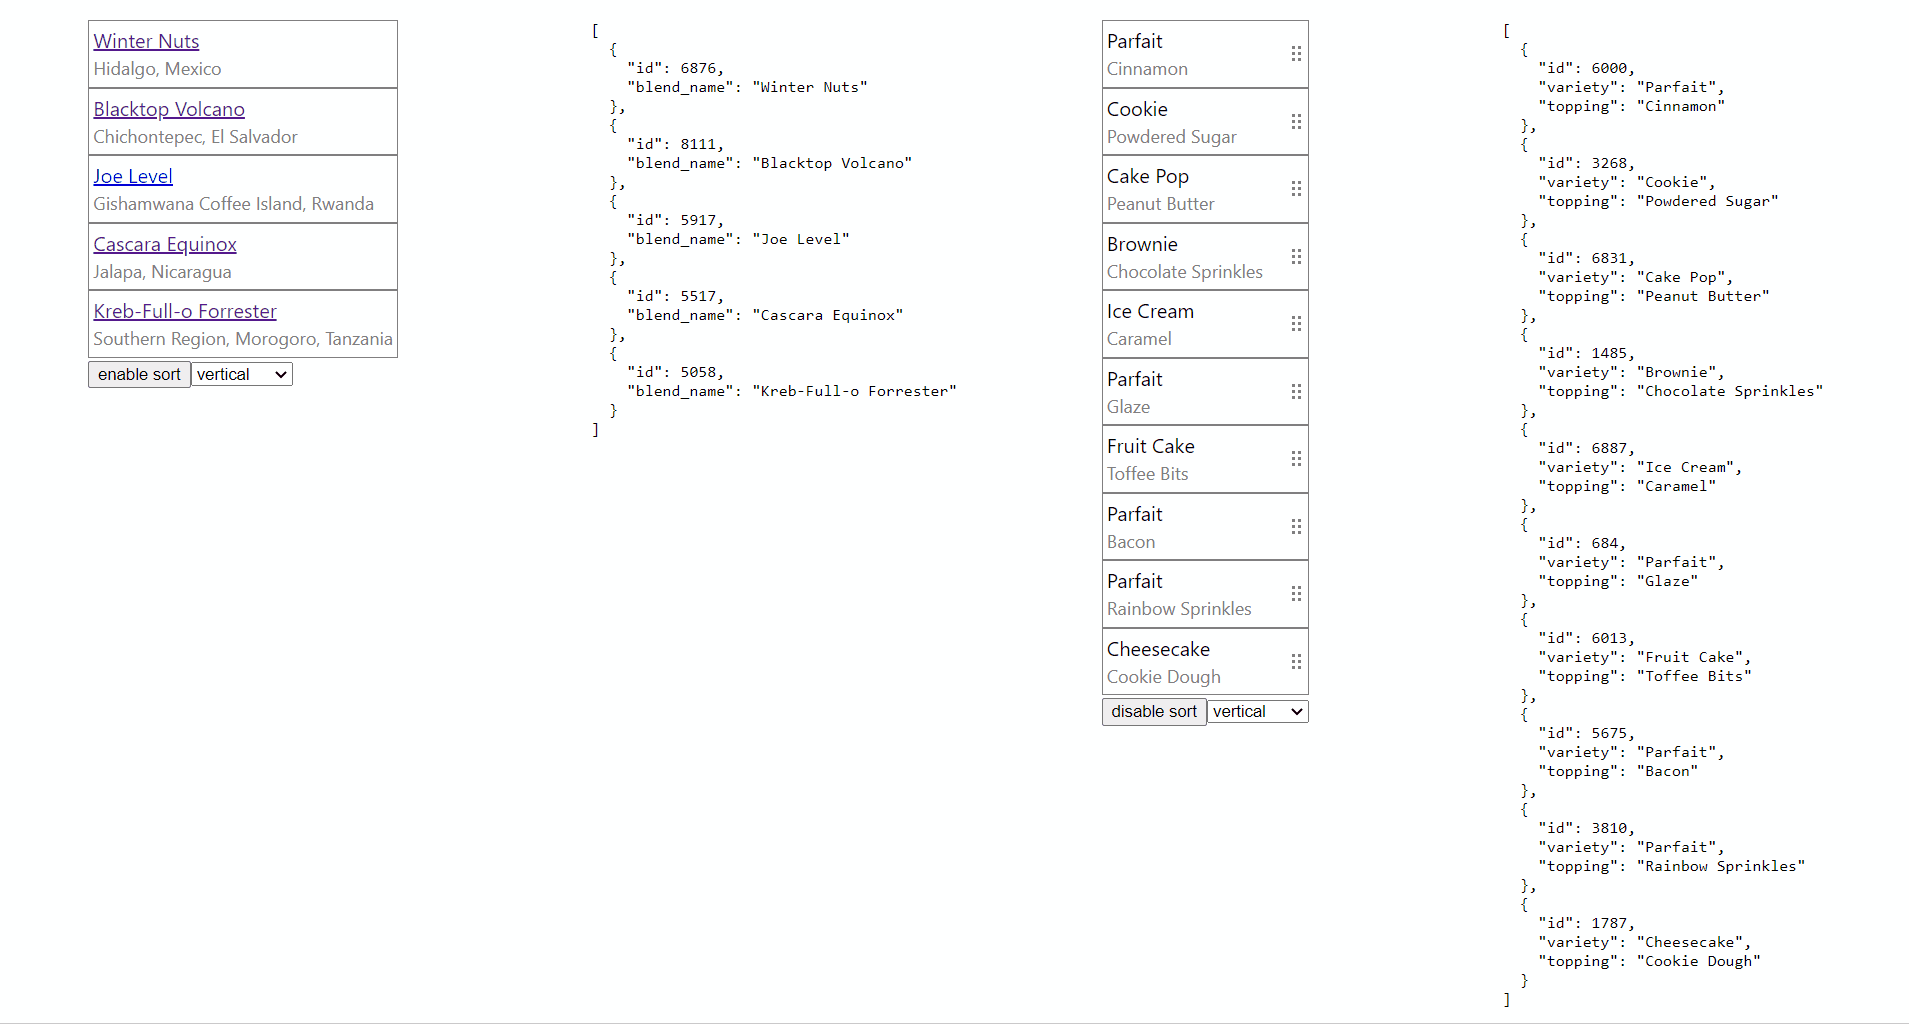 Winter Nuts
Hidalgo, Mexico
Blacktop Volcano
Chichontepec, El Salvador
Joe Level
Gishamwana Coffee Island, Rwanda
Cascara Equinox
Jalapa, Nicaragua
Kreb-Full-o Forrester
Southern Region, Morogoro, Tanzania
enable sort vertical
[
  {
    "id": 6876,
    "blend_name": "Winter Nuts"
  },
  {
    "id": 8111,
    "blend_name": "Blacktop Volcano"
  },
  {
    "id": 5917,
    "blend_name": "Joe Level"
  },
  {
    "id": 5517,
    "blend_name": "Cascara Equinox"
  },
  {
    "id": 5058,
    "blend_name": "Kreb-Full-o Forrester"
  }
]
Parfait
Cinnamon
Cookie
Powdered Sugar
Cake Pop
Peanut Butter
Brownie
Chocolate Sprinkles
Ice Cream
Caramel
Parfait
Glaze
Fruit Cake
Toffee Bits
Parfait
Bacon
Parfait
Rainbow Sprinkles
Cheesecake
Cookie Dough
disable sort vertical
[
  {
    "id": 6000,
    "variety": "Parfait",
    "topping": "Cinnamon"
  },
  {
    "id": 3268,
    "variety": "Cookie",
    "topping": "Powdered Sugar"
  },
  {
    "id": 6831,
    "variety": "Cake Pop",
    "topping": "Peanut Butter"
  },
  {
    "id": 1485,
    "variety": "Brownie",
    "topping": "Chocolate Sprinkles"
  },
  {
    "id": 6887,
    "variety": "Ice Cream",
    "topping": "Caramel"
  },
  {
    "id": 684,
    "variety": "Parfait",
    "topping": "Glaze"
  },
  {
    "id": 6013,
    "variety": "Fruit Cake",
    "topping": "Toffee Bits"
  },
  {
    "id": 5675,
    "variety": "Parfait",
    "topping": "Bacon"
  },
  {
    "id": 3810,
    "variety": "Parfait",
    "topping": "Rainbow Sprinkles"
  },
  {
    "id": 1787,
    "variety": "Cheesecake",
    "topping": "Cookie Dough"
  }
]